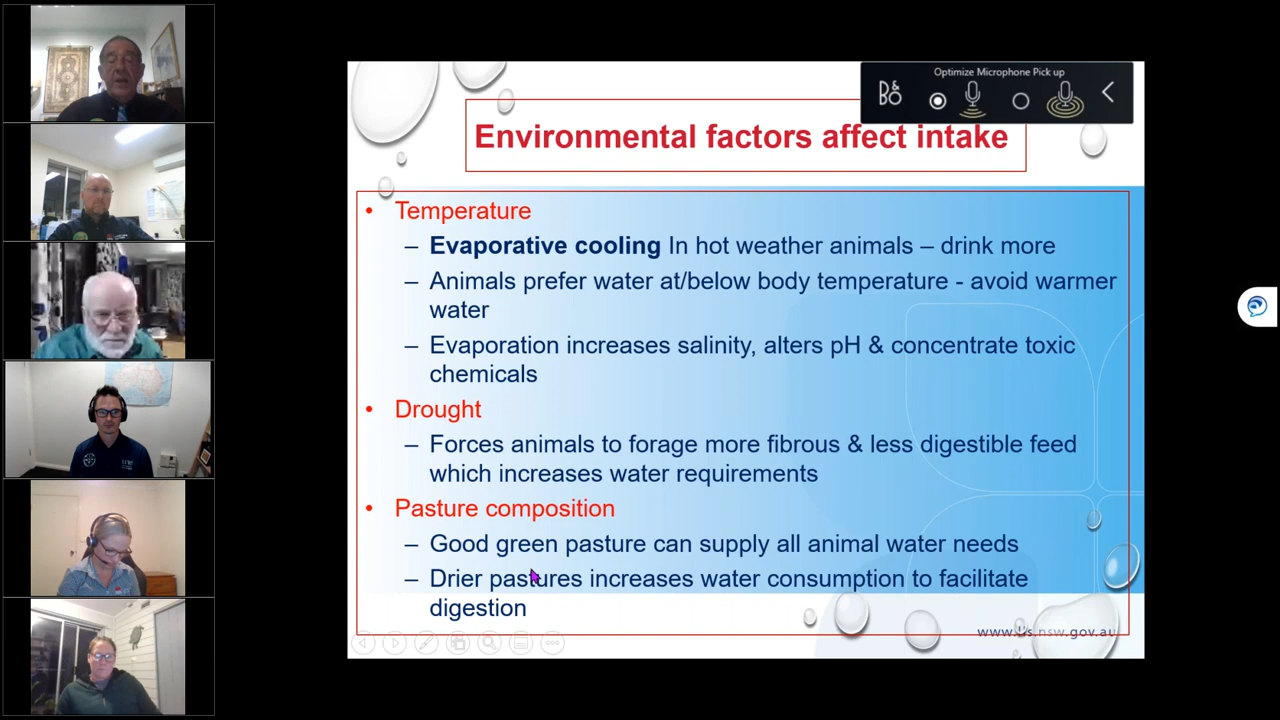 Optimize Microphone Pick up
B&O
Environmental factors affect intake
• Temperature
– Evaporative cooling In hot weather animals – drink more
– Animals prefer water at/below body temperature - avoid warmer
water
– Evaporation increases salinity, alters pH & concentrate toxic
chemicals
• Drought
– Forces animals to forage more fibrous & less digestible feed
which increases water requirements
• Pasture composition
– Good green pasture can supply all animal water needs
– Drier pastures increases water consumption to facilitate
digestion